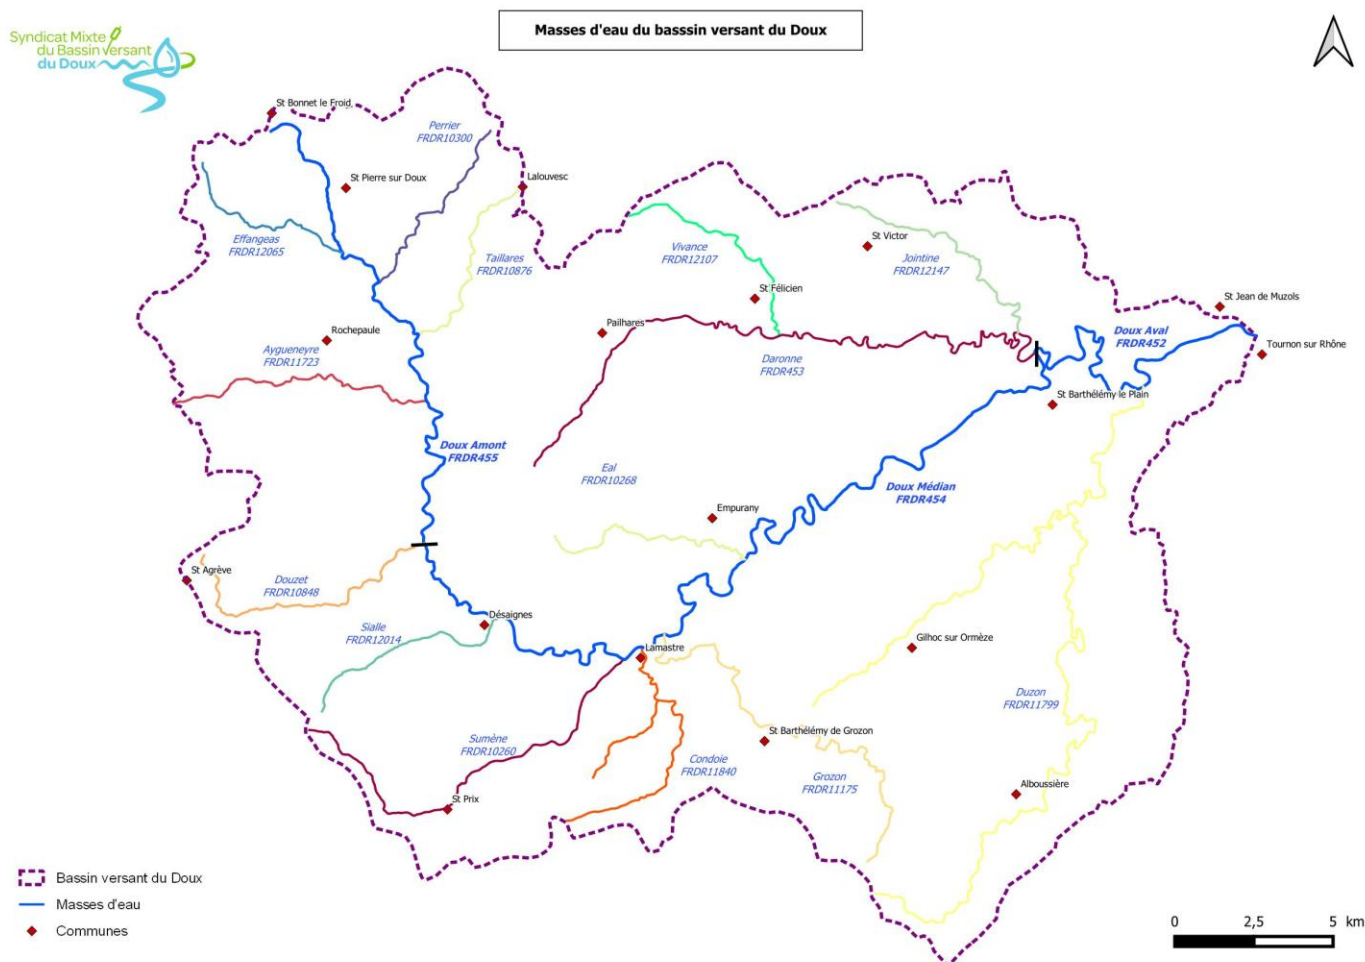 Syndicat Mixte
du Bassin versant
du Doux
Masses d'eau du basssin versant du Doux
St Bonnet le Froid
Perrier
FRDR10300
St Pierre sur Doux
Lalouvesc
Effangeas
FRDR12065
Taillares
FRDR10876
Vivance
FRDR12107
St Victor
Jointine
FRDR12147
St Félicien
St Jean de Muzols
Rochepaule
Pailhares
Doux Aval
FRDR452
Tournon sur Rhône
Aygueneyre
FRDR11723
Daronne
FRDR453
St Barthélémy le Plain
Doux Amont
FRDR455
Eal
FRDR10268
Doux Médian
FRDR454
Empurany
St Agrève
Douzet
FRDR10848
Désaignes
Sialle
FRDR12014
Lamastre
Gilhoc sur Ormèze
Duzon
FRDR11799
Sumène
FRDR10260
St Barthélémy de Grozon
Condoie
FRDR11840
Grozon
FRDR11175
Alboussière
St Prix
Bassin versant du Doux
Masses d'eau
Communes
0 2,5 5 km